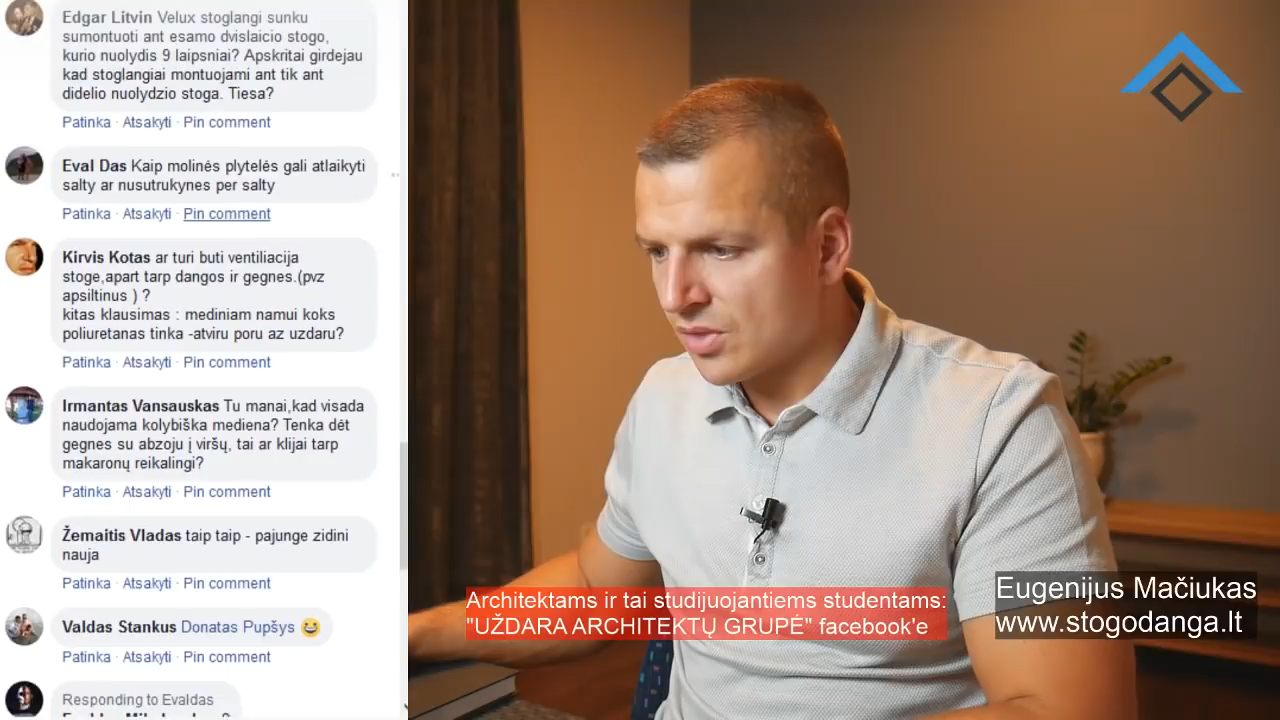 Edgar Litvin Velux stoglangi sunku
sumontuoti ant esamo dvislaicio stogo,
kurio nuolydis 9 laipsniai? Apskritai girdejau
kad stoglangiai montuojami ant tik ant
didelio nuolydzio stoga. Tiesa?
Patinka · Atsakyti · Pin comment
Eval Das Kaip molinės plytelės gali atlaikyti
salty ar nusutrukynes per salty
Patinka · Atsakyti · Pin comment
Kirvis Kotas ar turi buti ventiliacija
stoge,apart tarp dangos ir gegnes.(pvz
apsiltinus ) ?
kitas klausimas : mediniam namui koks
poliuretanas tinka -atviru poru az uzdaru?
Patinka · Atsakyti · Pin comment
Irmantas Vansauskas Tu manai,kad visada
naudojama kolybiška mediena? Tenka dėt
gegnes su abzoju į viršų, tai ar klijai tarp
makaronų reikalingi?
Patinka · Atsakyti · Pin comment
Žemaitis Vladas taip taip - pajunge zidini
nauja
Patinka · Atsakyti · Pin comment
Valdas Stankus Donatas Pupšys 😄
Patinka · Atsakyti · Pin comment
Responding to Evaldas
Architektams ir tai studijuojantiems studentams:
"UŽDARA ARCHITEKTŲ GRUPĖ" facebook'e
Eugenijus Mačiukas
www.stogodanga.lt